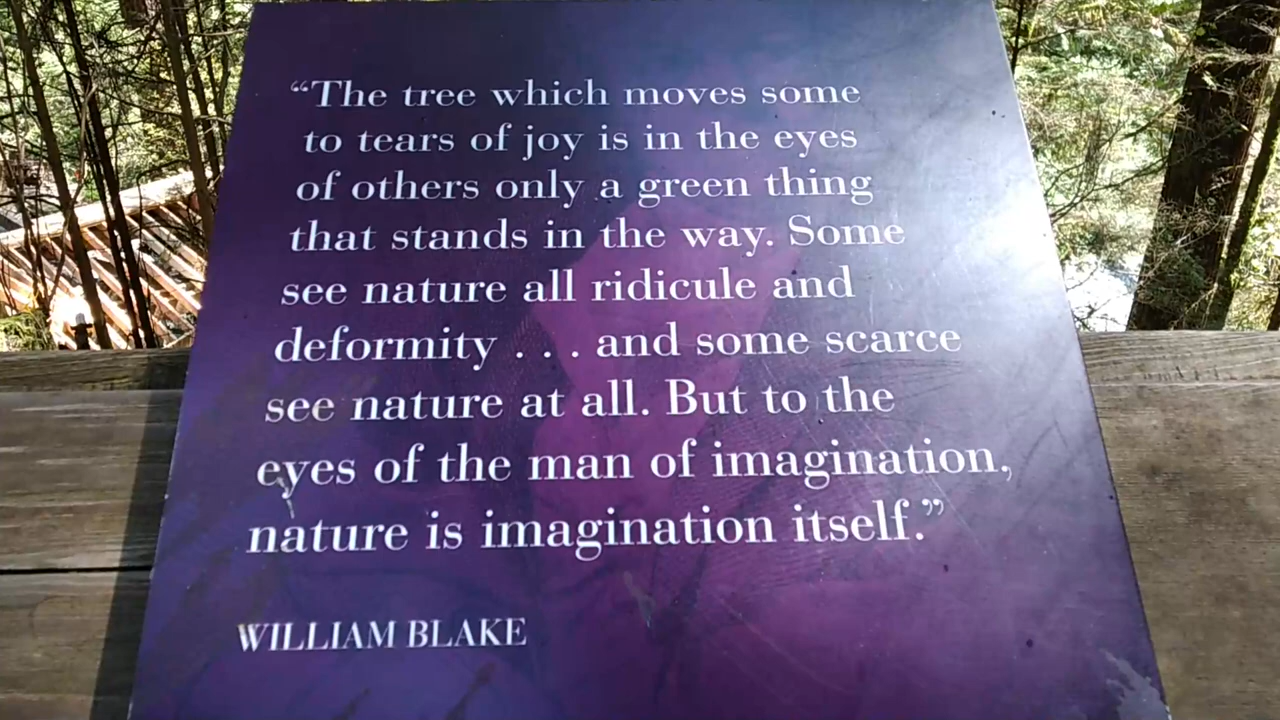 “The tree which moves some
to tears of joy is in the eyes
of others only a green thing
that stands in the way. Some
see nature all ridicule and
deformity . . . and some scarce
see nature at all. But to the
eyes of the man of imagination,
nature is imagination itself.”
WILLIAM BLAKE